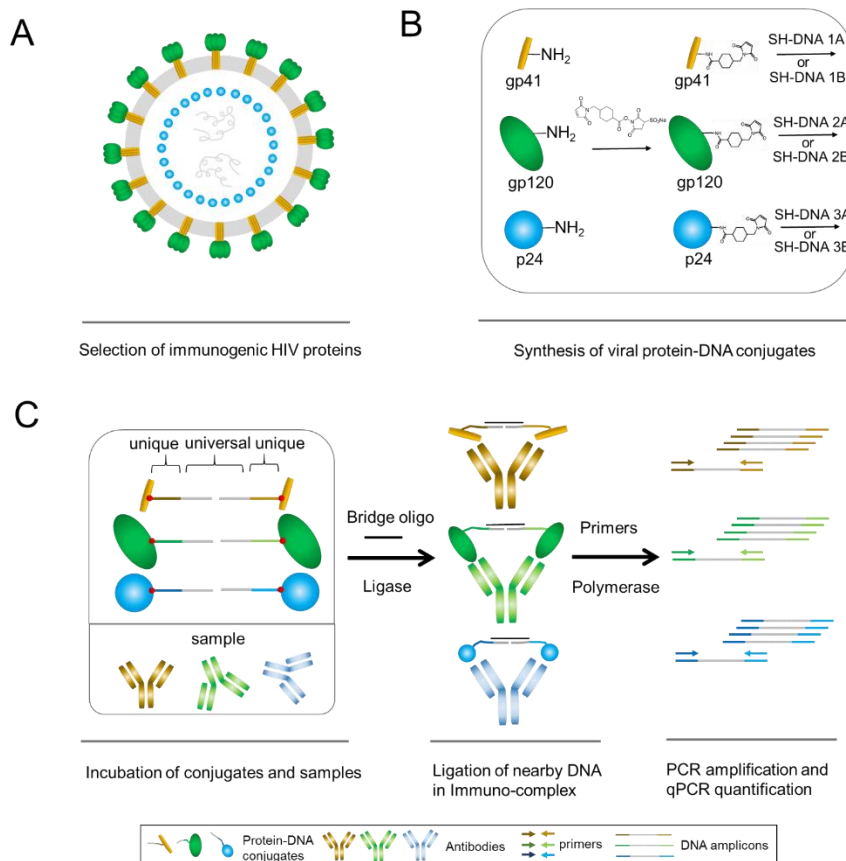 A
Selection of immunogenic HIV proteins
B
NH₂
gp41
gp41
SH-DNA 1A
or
SH-DNA 1B
NH₂
gp120
gp120
SH-DNA 2A
or
SH-DNA 2B
NH₂
p24
p24
SH-DNA 3A
or
Synthesis of viral protein-DNA conjugates
C
unique universal unique
sample
Incubation of conjugates and samples
Bridge oligo
Ligase
Ligation of nearby DNA
in Immuno-complex
Primers
Polymerase
PCR amplification and
qPCR quantification
Protein-DNA
conjugates
Antibodies
primers
DNA amplicons